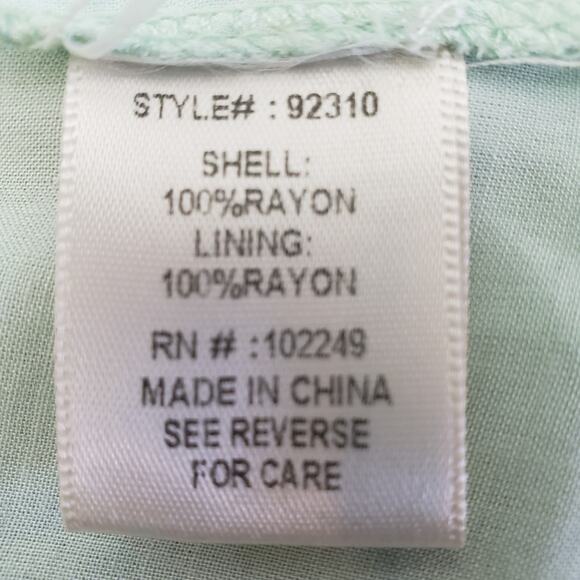 STYLE# : 92310
SHELL:
100%RAYON
LINING:
100%RAYON
RN # :102249
MADE IN CHINA
SEE REVERSE
FOR CARE